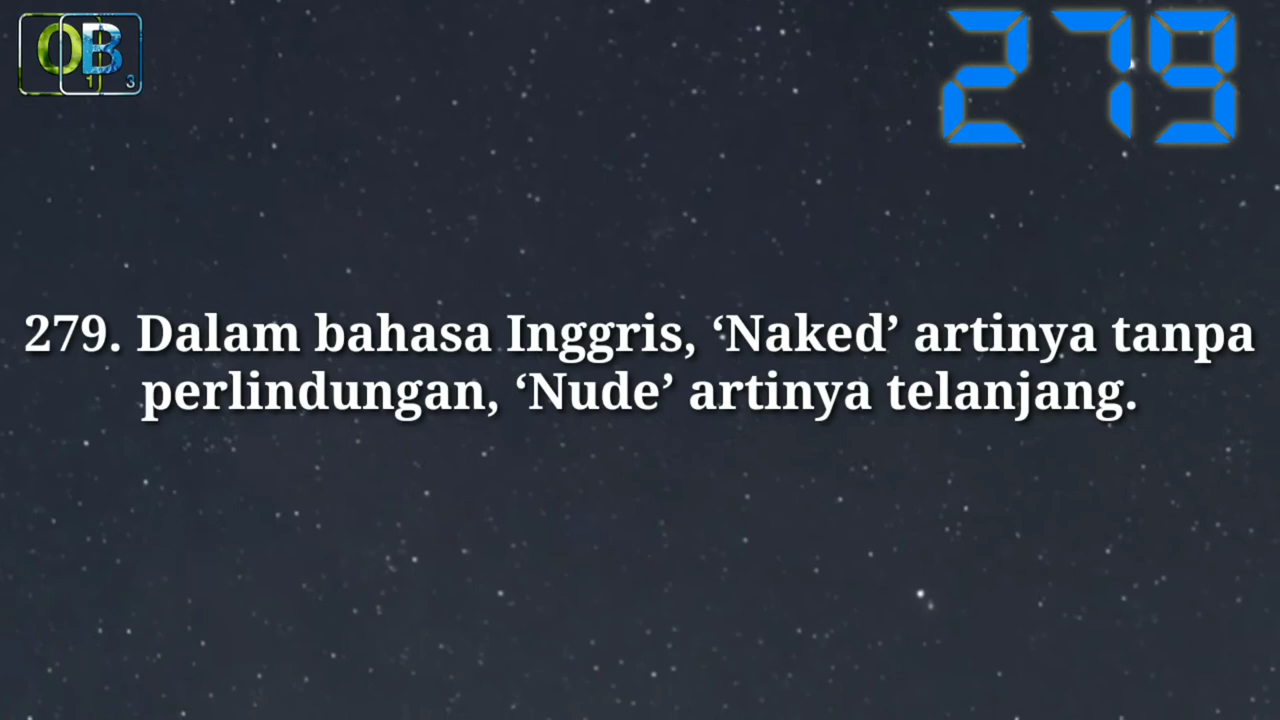 OB
1 3
279
279. Dalam bahasa Inggris, ‘Naked’ artinya tanpa
perlindungan, ‘Nude’ artinya telanjang.